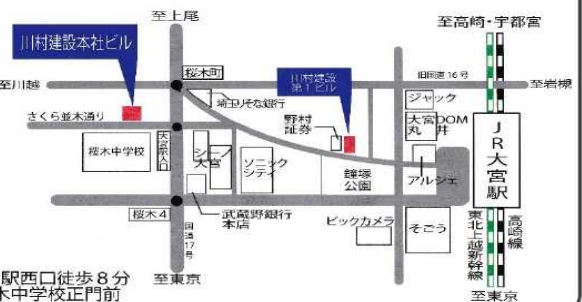 至上尾
至高崎・宇都宮
川村建設本社ビル
桜木町
川村建設
第1ビル
旧国道16号
至川越
至岩槻
埼玉りそな銀行
ジャック
さくら並木通り
野村
証券
大宮
丸井
DOM
JR大宮駅
桜木中学校
大宮県入口
シーノ
大宮
ソニック
シティ
鐘塚
公園
アルシェ
桜木4
武蔵野銀行
本店
ビックカメラ
そごう
国道17号
東北上越新幹線
高崎線
駅西口徒歩8分
木中学校正門前
至東京
至東京